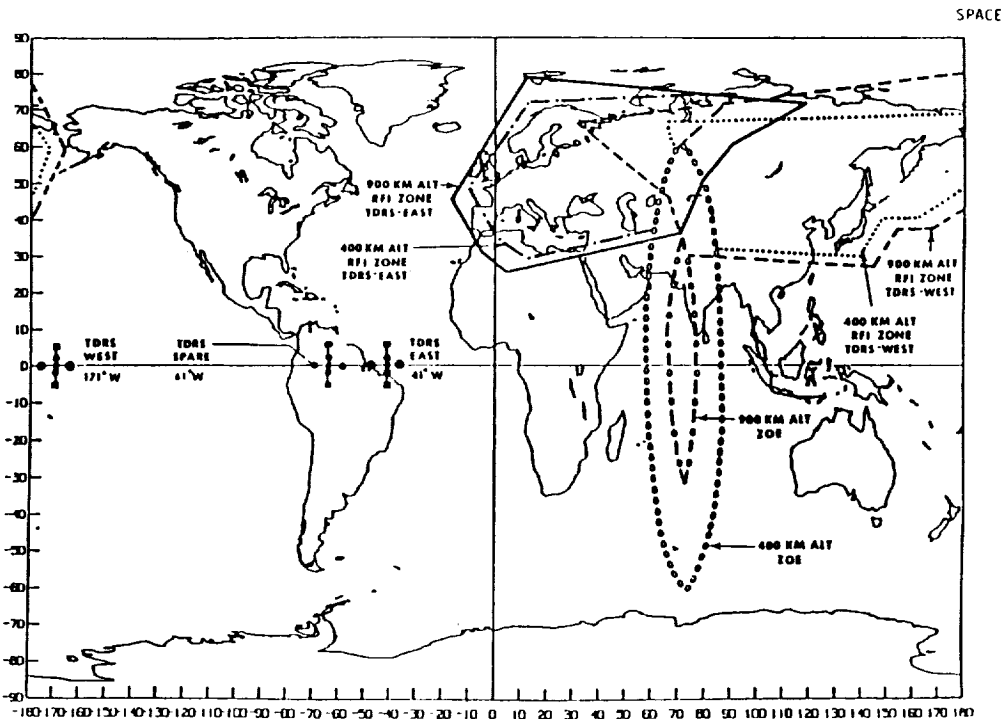 SPACE
90
80
70
60
50
40
30
20
10
0
-10
-20
-30
-40
-50
-60
-70
-80
-90
900 KM ALT
RFI ZONE
TDRS-EAST
400 KM ALT
RFI ZONE
TDRS-EAST
900 KM ALT
RFI ZONE
TDRS-WEST
400 KM ALT
RFI ZONE
TDRS-WEST
TDRS
WEST
171°W
TDRS
SPARE
61°W
TDRS
EAST
41°W
900 KM ALT
ZOE
400 KM ALT
ZOE
-180 -170 -160 -150 -140 -130 -120 -110 -100 -90 -80 -70 -60 -50 -40 -30 -20 -10 0 10 20 30 40 50 60 70 80 90 100 110 120 130 140 150 160 170 180